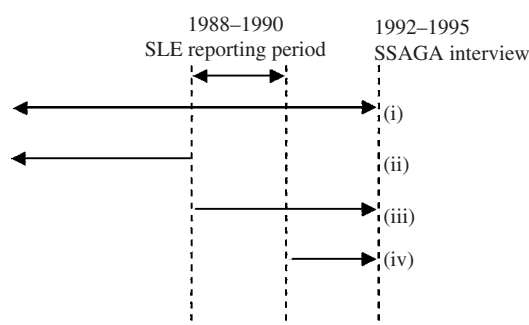 1988–1990
SLE reporting period
1992–1995
SSAGA interview
(i)
(ii)
(iii)
(iv)